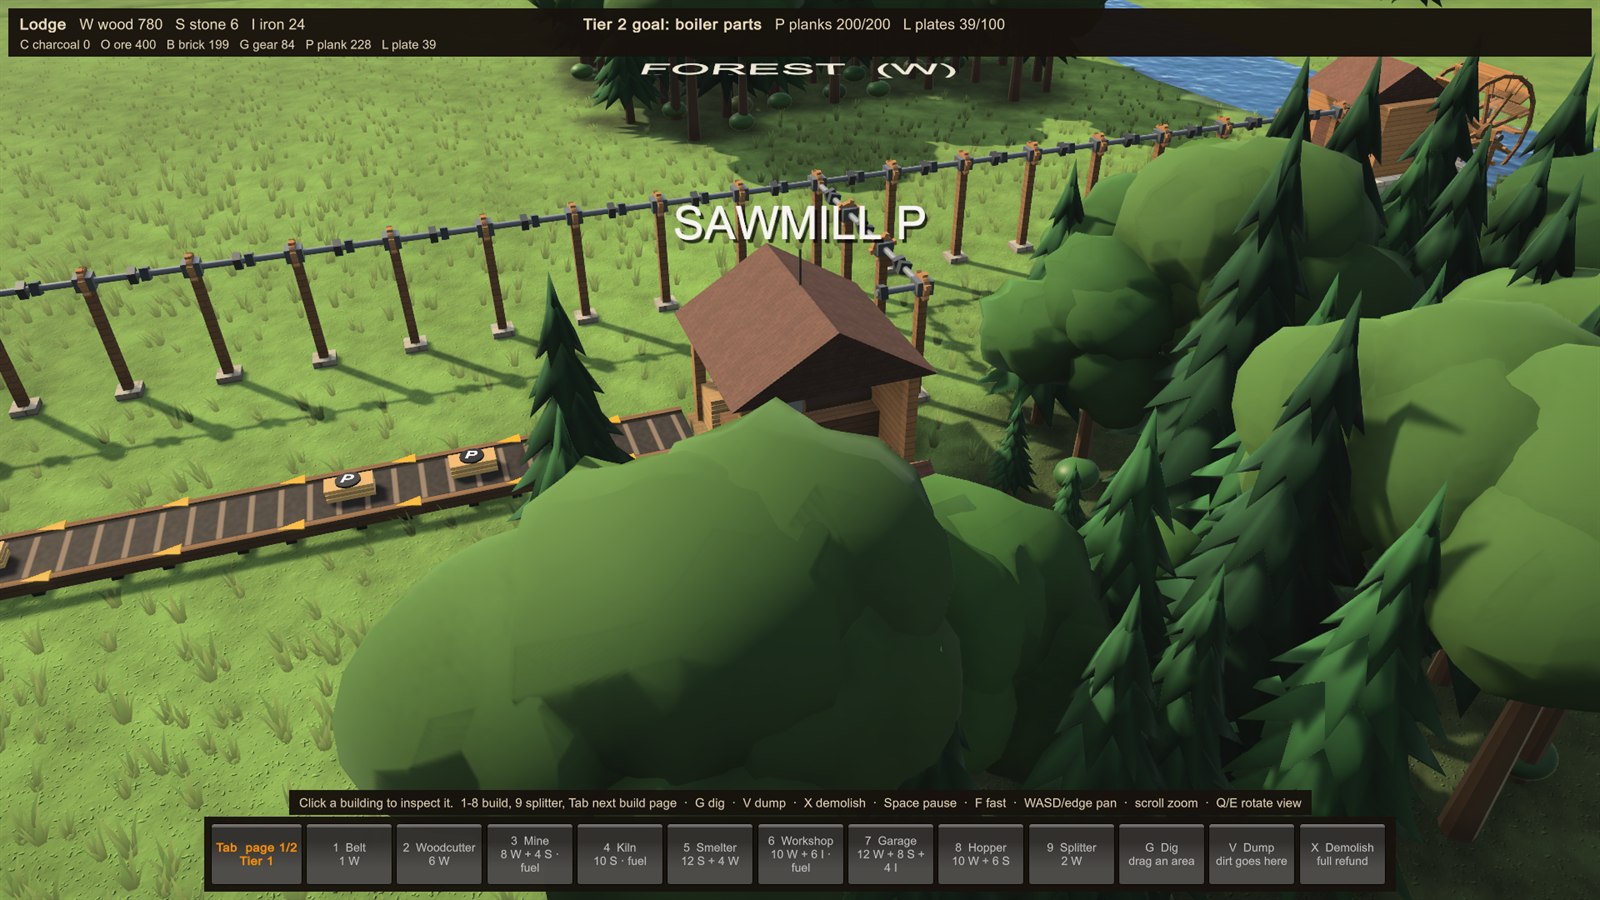 Lodge W wood 780 S stone 6 I iron 24
C charcoal 0 O ore 400 B brick 199 G gear 84 P plank 228 L plate 39
Tier 2 goal: boiler parts P planks 200/200 L plates 39/100
FOREST (W)
SAWMILL P
P
P
Click a building to inspect it. 1-8 build, 9 splitter, Tab next build page · G dig · V dump · X demolish · Space pause · F fast · WASD/edge pan · scroll zoom · Q/E rotate view
Tab page 1/2
Tier 1
1 Belt
1 W
2 Woodcutter
6 W
3 Mine
8 W + 4 S ·
fuel
4 Kiln
10 S · fuel
5 Smelter
12 S + 4 W
6 Workshop
10 W + 6 I ·
fuel
7 Garage
12 W + 8 S +
4 I
8 Hopper
10 W + 6 S
9 Splitter
2 W
G Dig
drag an area
V Dump
dirt goes here
X Demolish
full refund